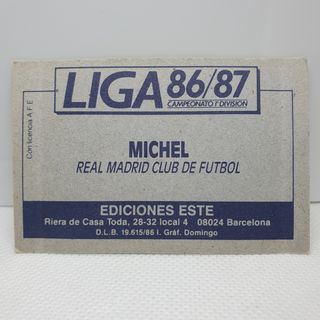 LIGA 86/87
CAMPEONATO 1ª DIVISION
Con licencia A F E
MICHEL
REAL MADRID CLUB DE FUTBOL
EDICIONES ESTE
Riera de Casa Toda, 28-32 local 4 08024 Barcelona
D.L.B. 19.615/86 I. Gráf. Domingo